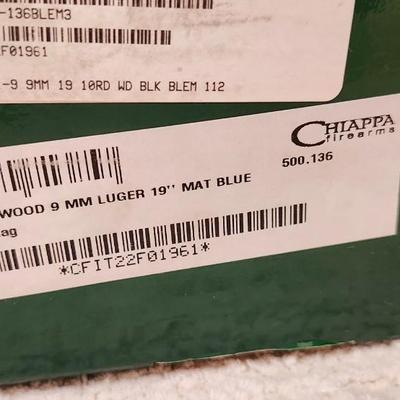 -136BLEM3
F01961
-9 9MM 19 10RD WD BLK BLEM 112
CHIAPPA
firearms
500.136
WOOD 9 MM LUGER 19'' MAT BLUE
ag
*CFIT22F01961*